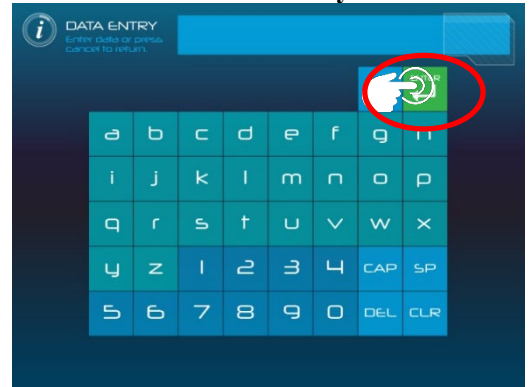 i
DATA ENTRY
Enter data or press
cancel to return.
ENTER
a b c d e f g h
i j k l m n o p
q r s t u v w x
y z 1 2 3 4 CAP SP
5 6 7 8 9 0 DEL CLR